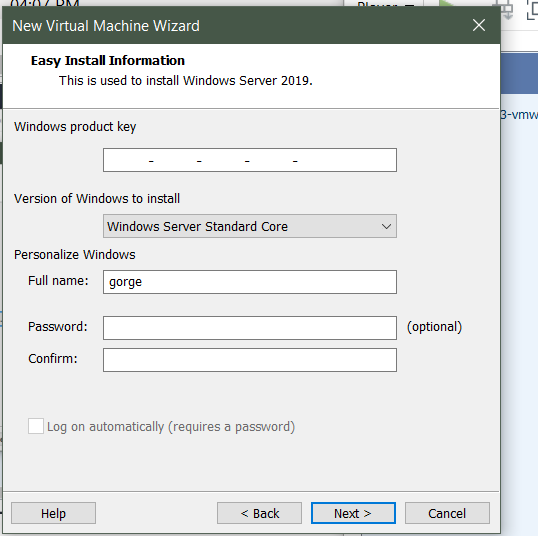 04:07 PM
Player
New Virtual Machine Wizard
Easy Install Information
This is used to install Windows Server 2019.
3-vmw
Windows product key
- - - -
Version of Windows to install
Windows Server Standard Core
Personalize Windows
Full name: gorge
Password: (optional)
Confirm:
Log on automatically (requires a password)
Help < Back Next > Cancel